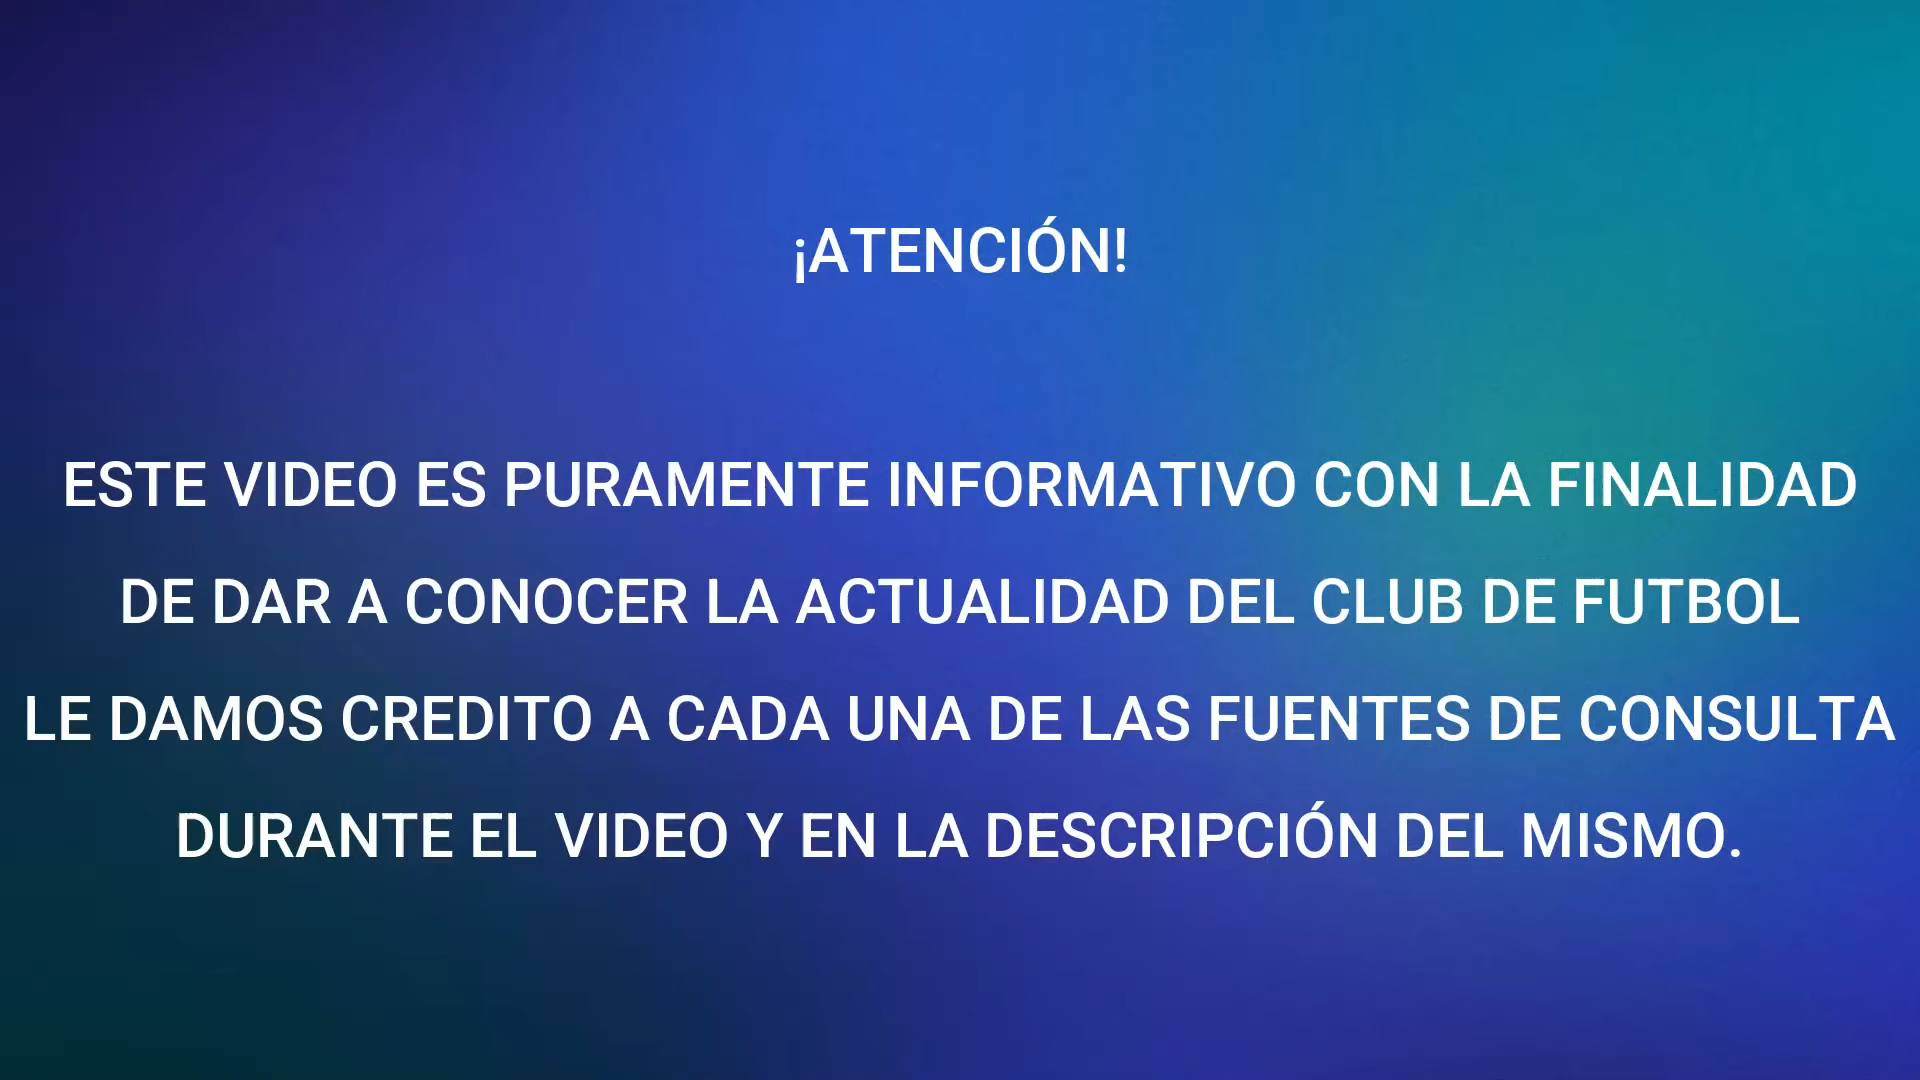 ¡ATENCIÓN!
ESTE VIDEO ES PURAMENTE INFORMATIVO CON LA FINALIDAD
DE DAR A CONOCER LA ACTUALIDAD DEL CLUB DE FUTBOL
LE DAMOS CREDITO A CADA UNA DE LAS FUENTES DE CONSULTA
DURANTE EL VIDEO Y EN LA DESCRIPCIÓN DEL MISMO.